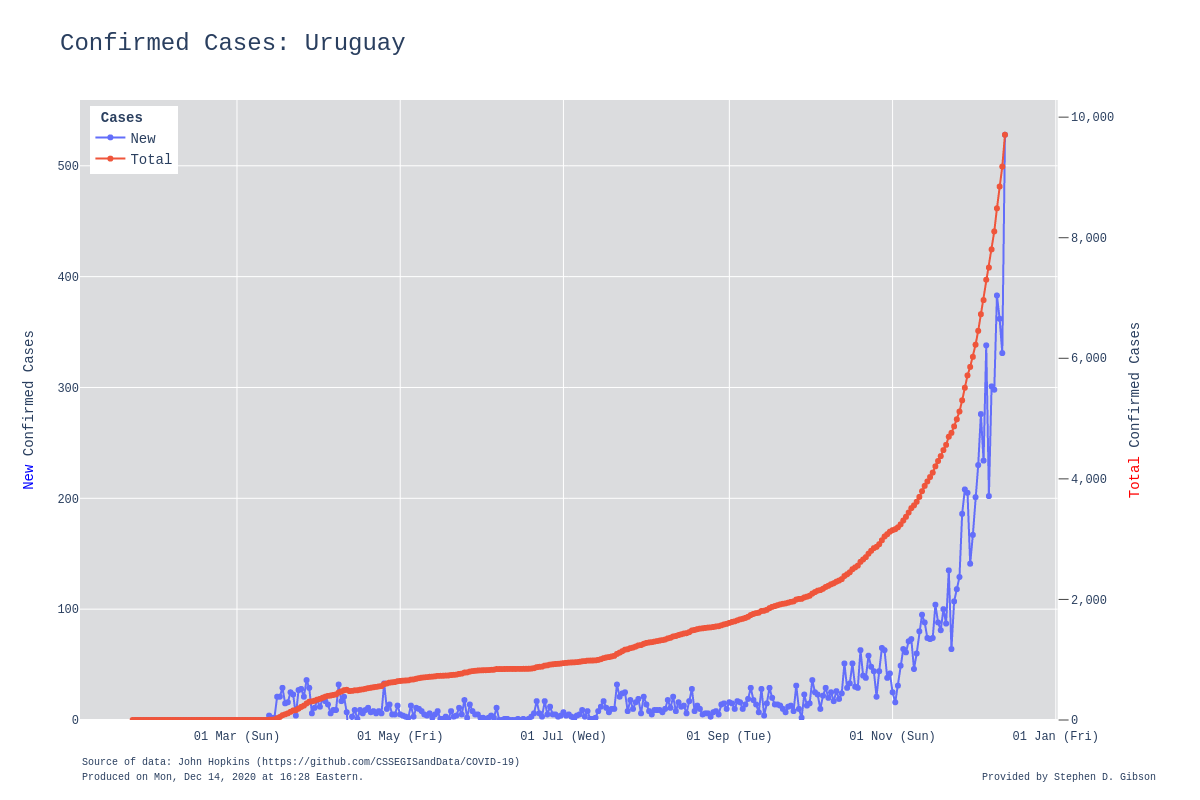 Confirmed Cases: Uruguay
Cases
New
Total
500
400
300
200
100
0
10,000
8,000
6,000
4,000
2,000
0
New Confirmed Cases
Total Confirmed Cases
01 Mar (Sun)
01 May (Fri)
01 Jul (Wed)
01 Sep (Tue)
01 Nov (Sun)
01 Jan (Fri)
Source of data: John Hopkins (https://github.com/CSSEGISandData/COVID-19)
Produced on Mon, Dec 14, 2020 at 16:28 Eastern.
Provided by Stephen D. Gibson